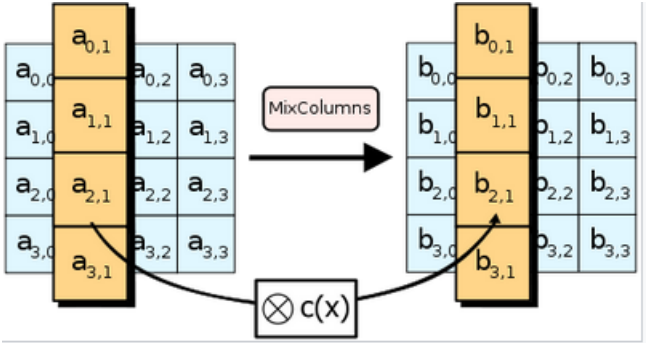 a0,0 a0,1 a0,2 a0,3
a1,0 a1,1 a1,2 a1,3
a2,0 a2,1 a2,2 a2,3
a3,0 a3,1 a3,2 a3,3
MixColumns
b0,0 b0,1 b0,2 b0,3
b1,0 b1,1 b1,2 b1,3
b2,0 b2,1 b2,2 b2,3
b3,0 b3,1 b3,2 b3,3
⊗ c(x)